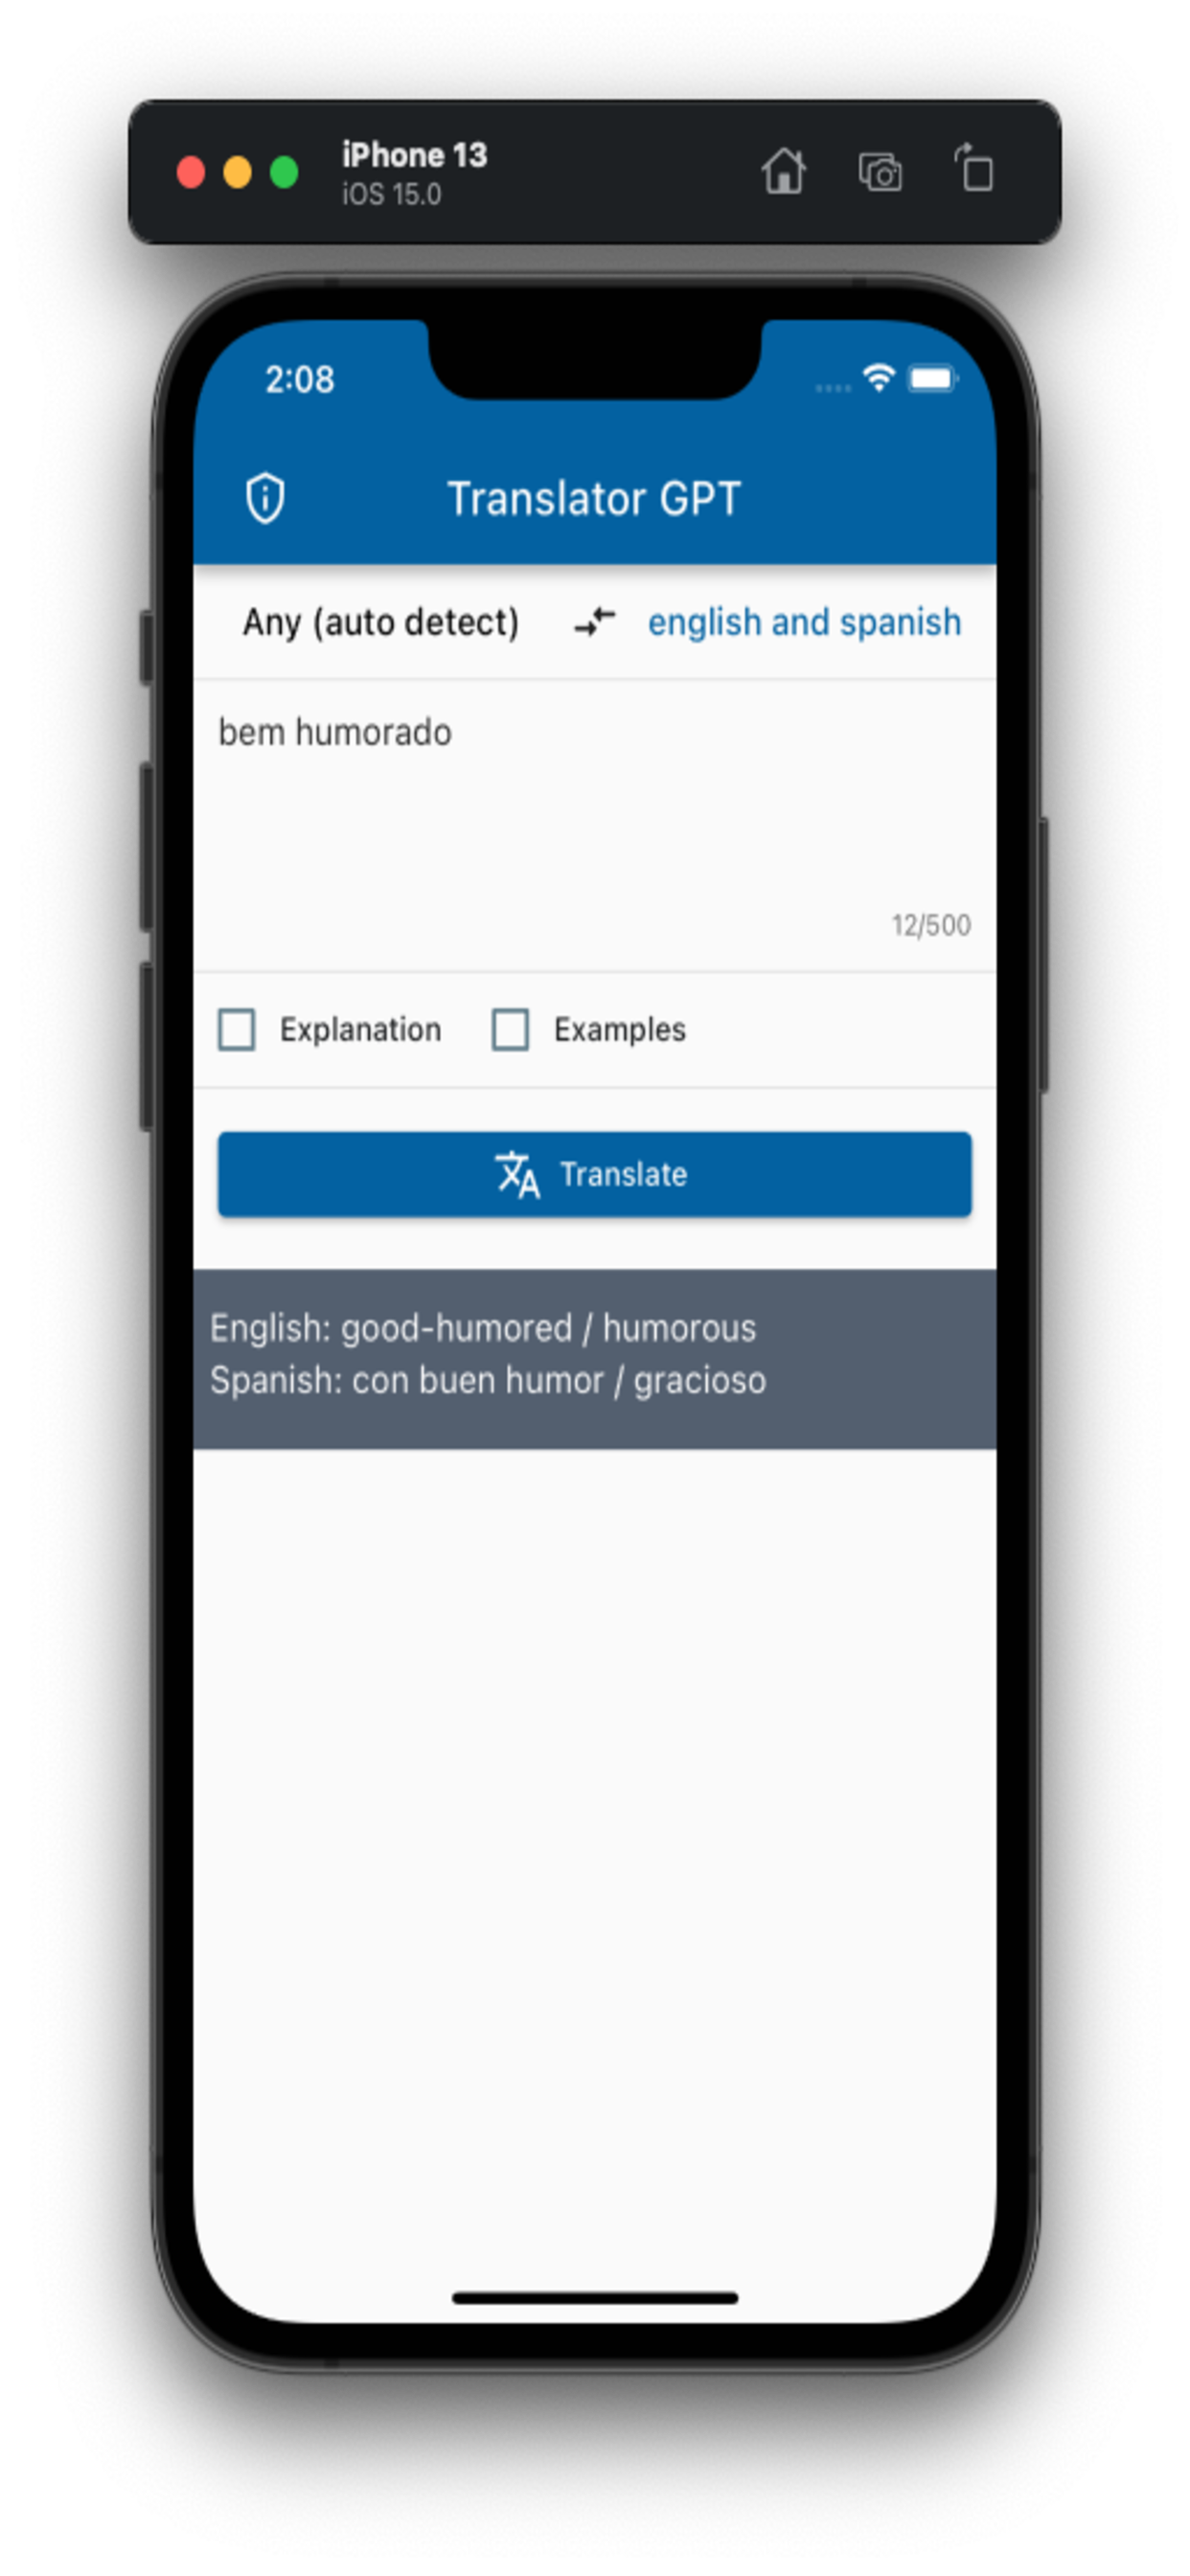 iPhone 13
iOS 15.0
2:08
Translator GPT
Any (auto detect) english and spanish
bem humorado
12/500
Explanation Examples
Translate
English: good-humored / humorous
Spanish: con buen humor / gracioso